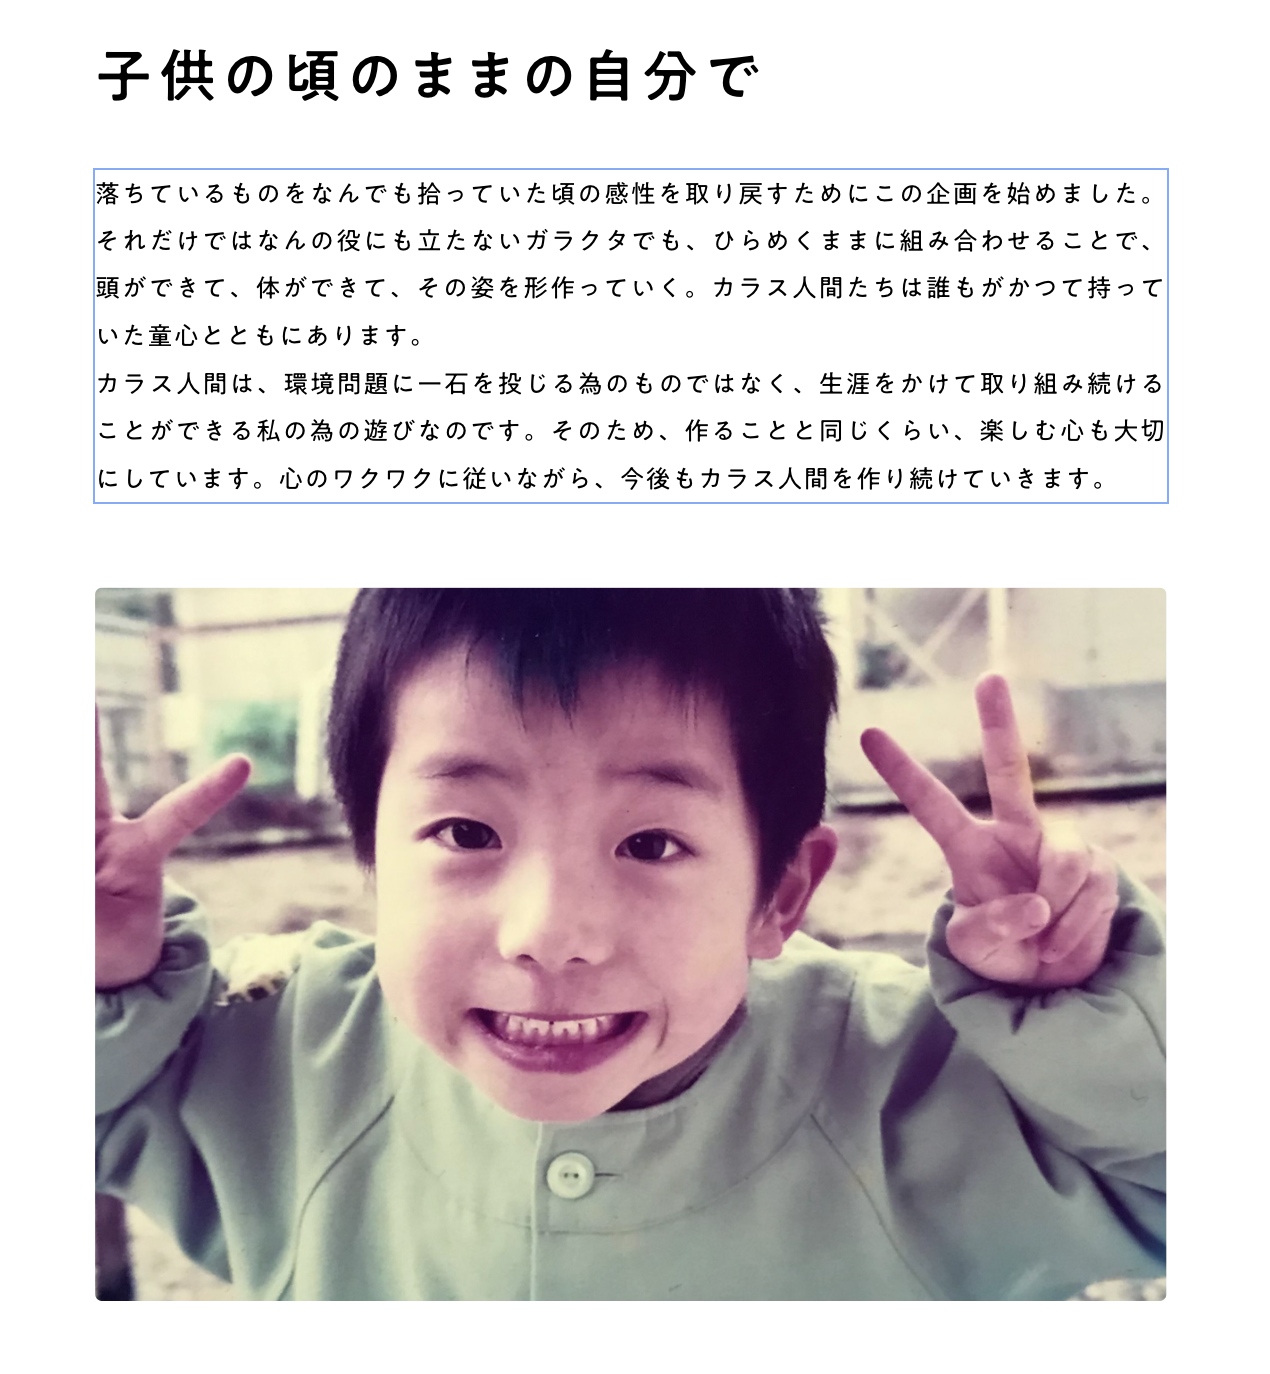 子供の頃のままの自分で
落ちているものをなんでも拾っていた頃の感性を取り戻すためにこの企画を始めました。
それだけではなんの役にも立たないガラクタでも、ひらめくままに組み合わせることで、
頭ができて、体ができて、その姿を形作っていく。カラス人間たちは誰もがかつて持って
いた童心とともにあります。
カラス人間は、環境問題に一石を投じる為のものではなく、生涯をかけて取り組み続ける
ことができる私の為の遊びなのです。そのため、作ることと同じくらい、楽しむ心も大切
にしています。心のワクワクに従いながら、今後もカラス人間を作り続けていきます。